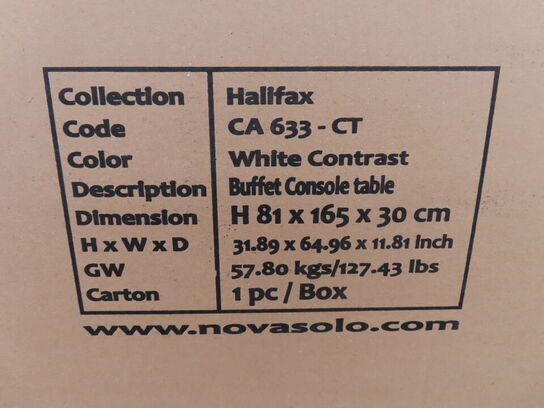 Collection Halifax
Code CA 633 - CT
Color White Contrast
Description Buffet Console table
Dimension H 81 x 165 x 30 cm
H x W x D 31.89 x 64.96 x 11.81 Inch
GW 57.80 kgs/127.43 lbs
Carton 1 pc / Box
www.novasolo.com